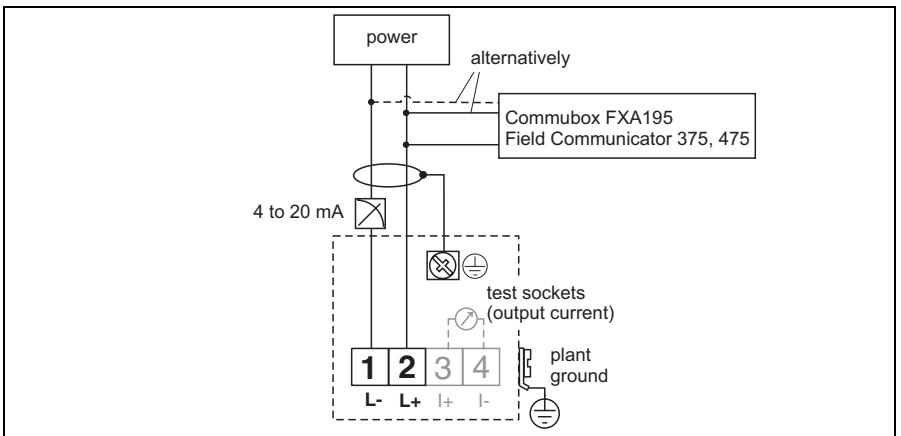 power
alternatively
Commubox FXA195
Field Communicator 375, 475
4 to 20 mA
test sockets
(output current)
1 2 3 4
L- L+ I+ I-
plant
ground